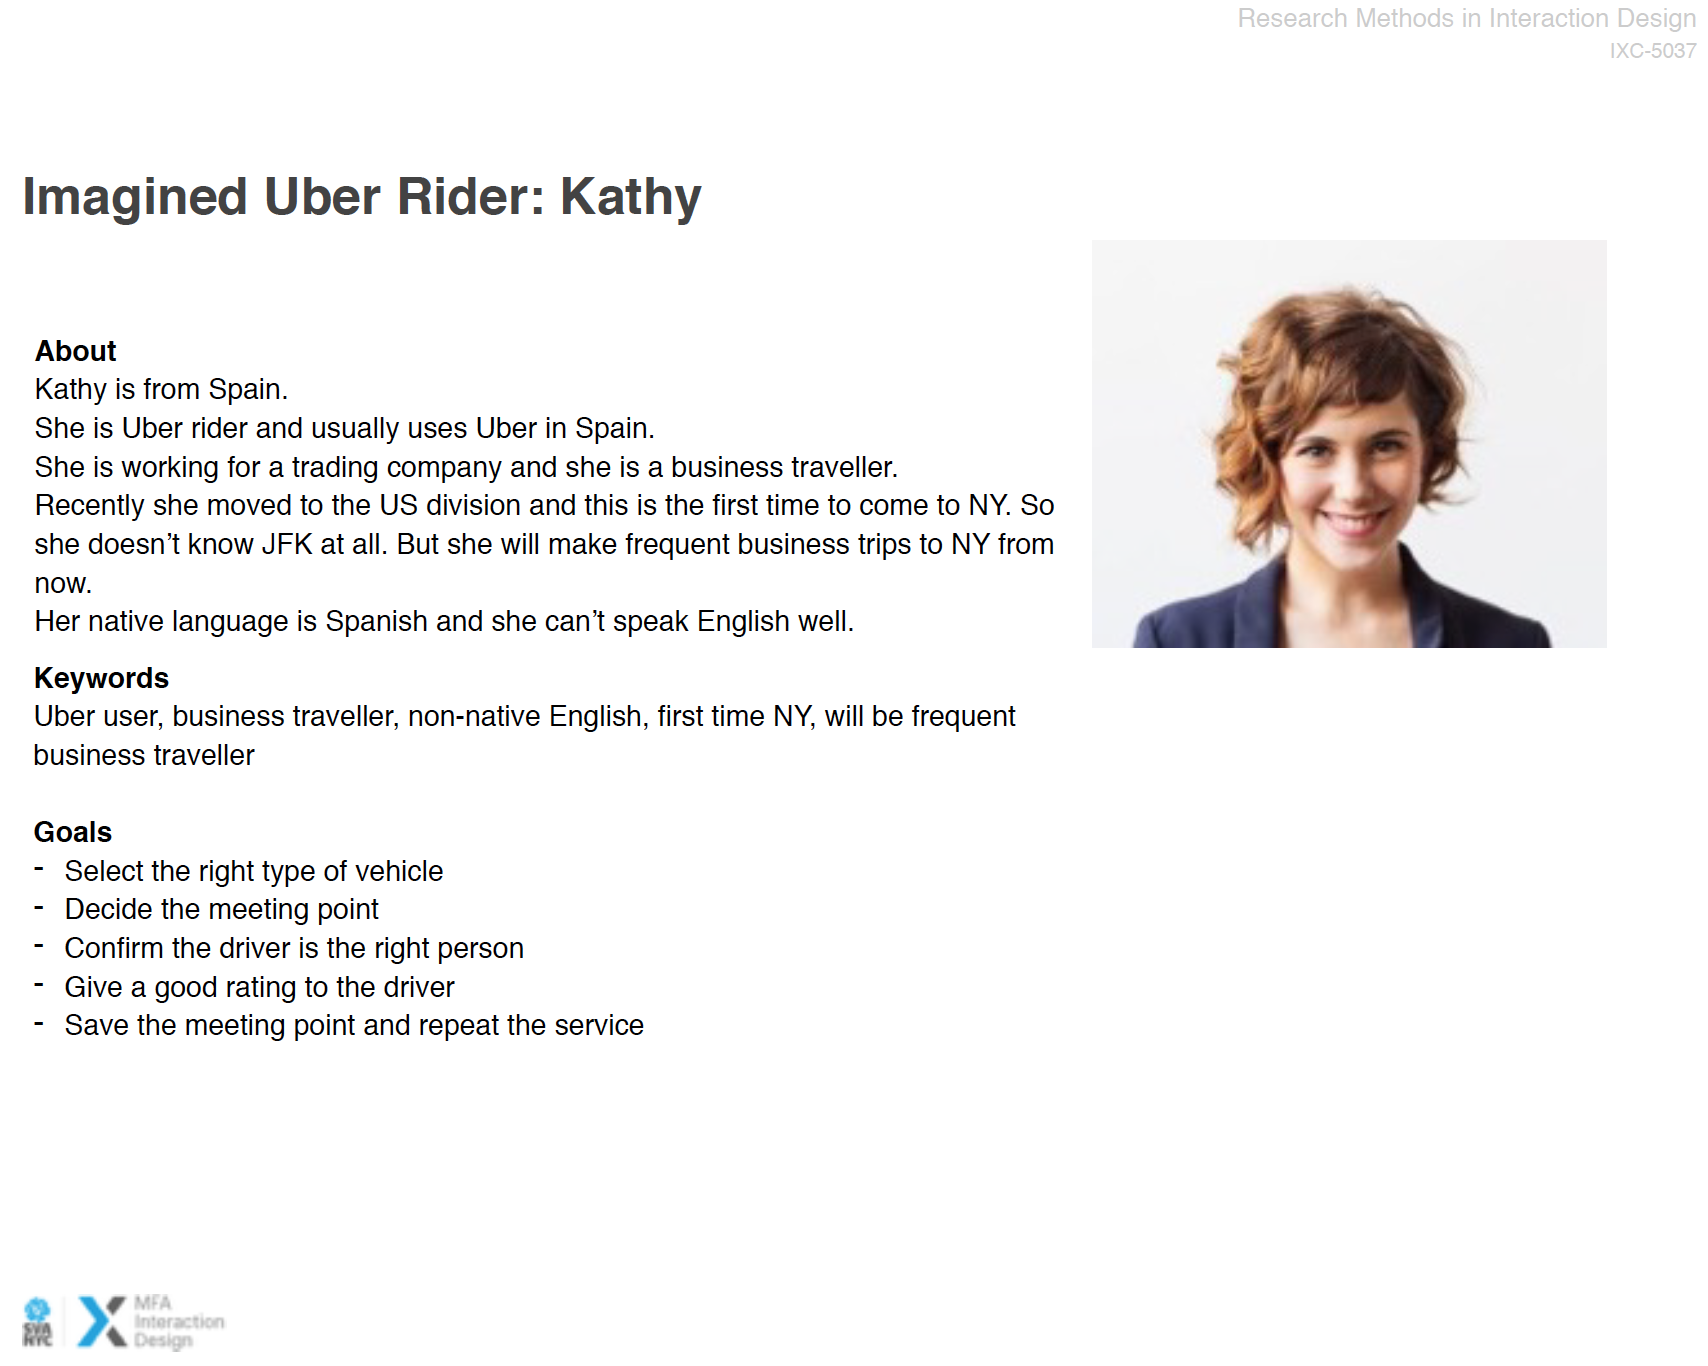 Research Methods in Interaction Design
IXC-5037
Imagined Uber Rider: Kathy
About
Kathy is from Spain.
She is Uber rider and usually uses Uber in Spain.
She is working for a trading company and she is a business traveller.
Recently she moved to the US division and this is the first time to come to NY. So
she doesn’t know JFK at all. But she will make frequent business trips to NY from
now.
Her native language is Spanish and she can’t speak English well.
Keywords
Uber user, business traveller, non-native English, first time NY, will be frequent
business traveller
Goals
- Select the right type of vehicle
- Decide the meeting point
- Confirm the driver is the right person
- Give a good rating to the driver
- Save the meeting point and repeat the service
SVA
NYC
MFA
Interaction
Design